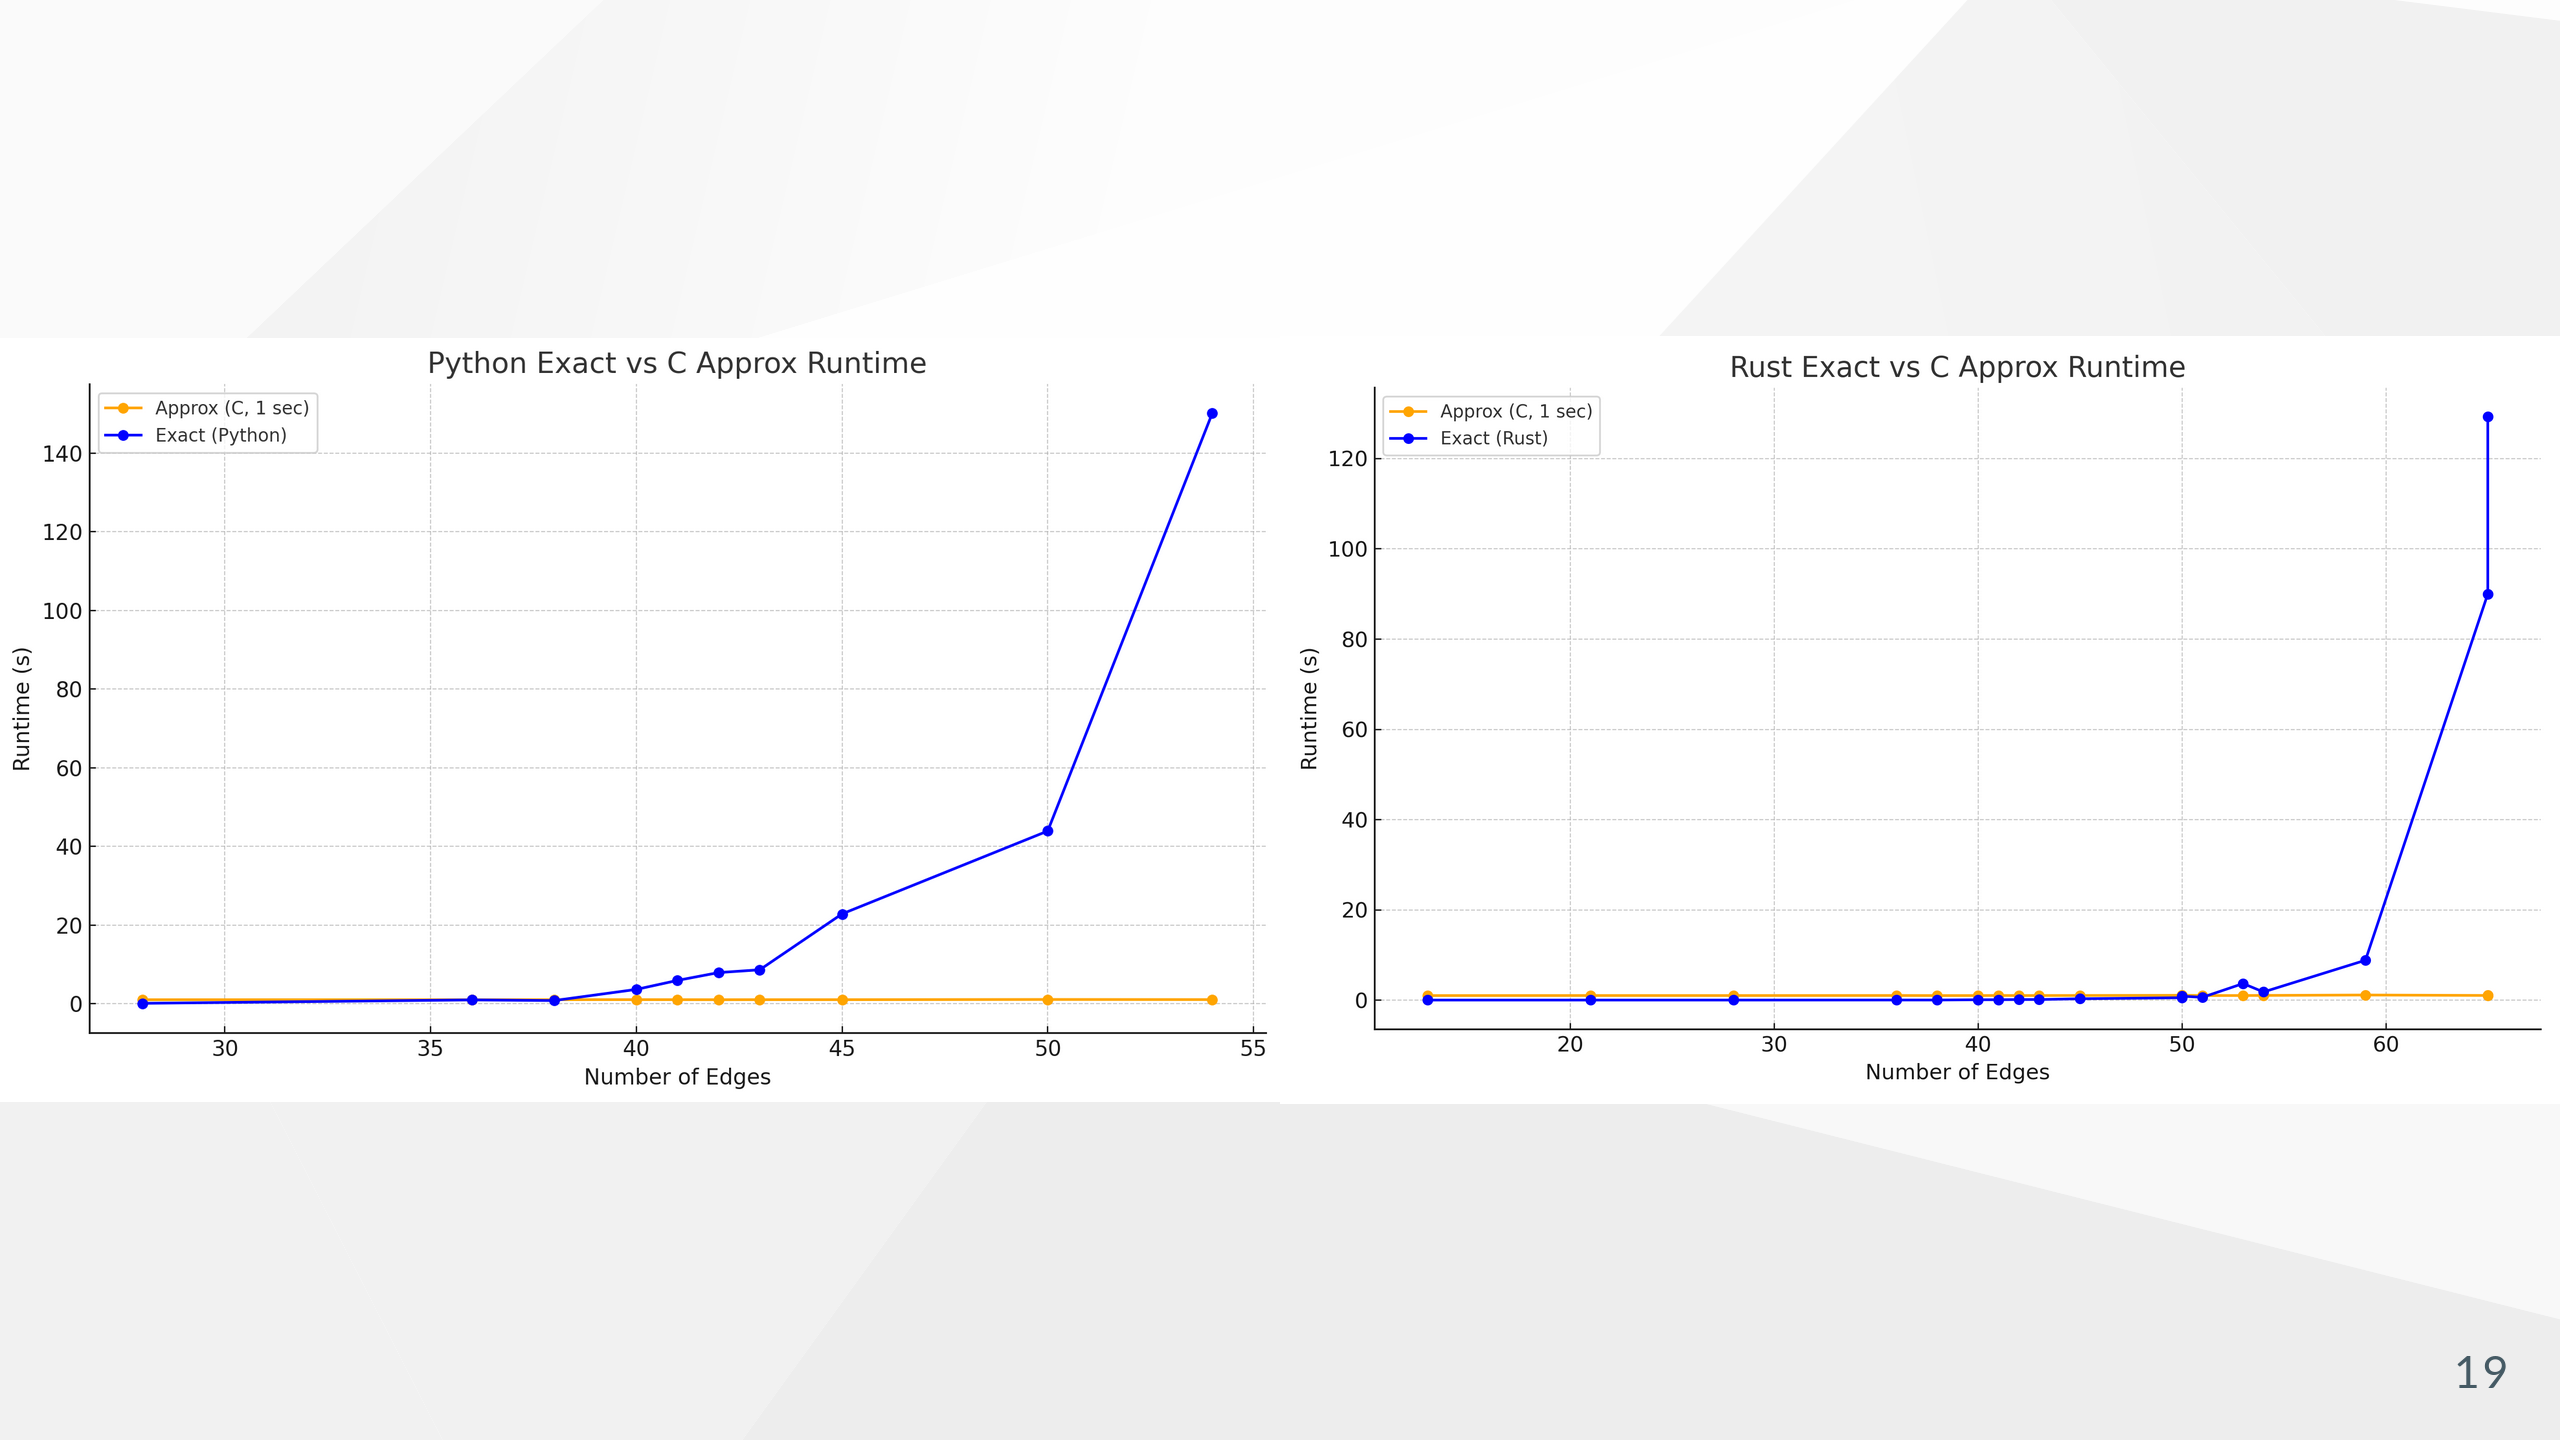 Python Exact vs C Approx Runtime
Approx (C, 1 sec)
Exact (Python)
140
120
100
80
60
40
20
0
Runtime (s)
30 35 40 45 50 55
Number of Edges
Rust Exact vs C Approx Runtime
Approx (C, 1 sec)
Exact (Rust)
120
100
80
60
40
20
0
Runtime (s)
20 30 40 50 60
Number of Edges
19